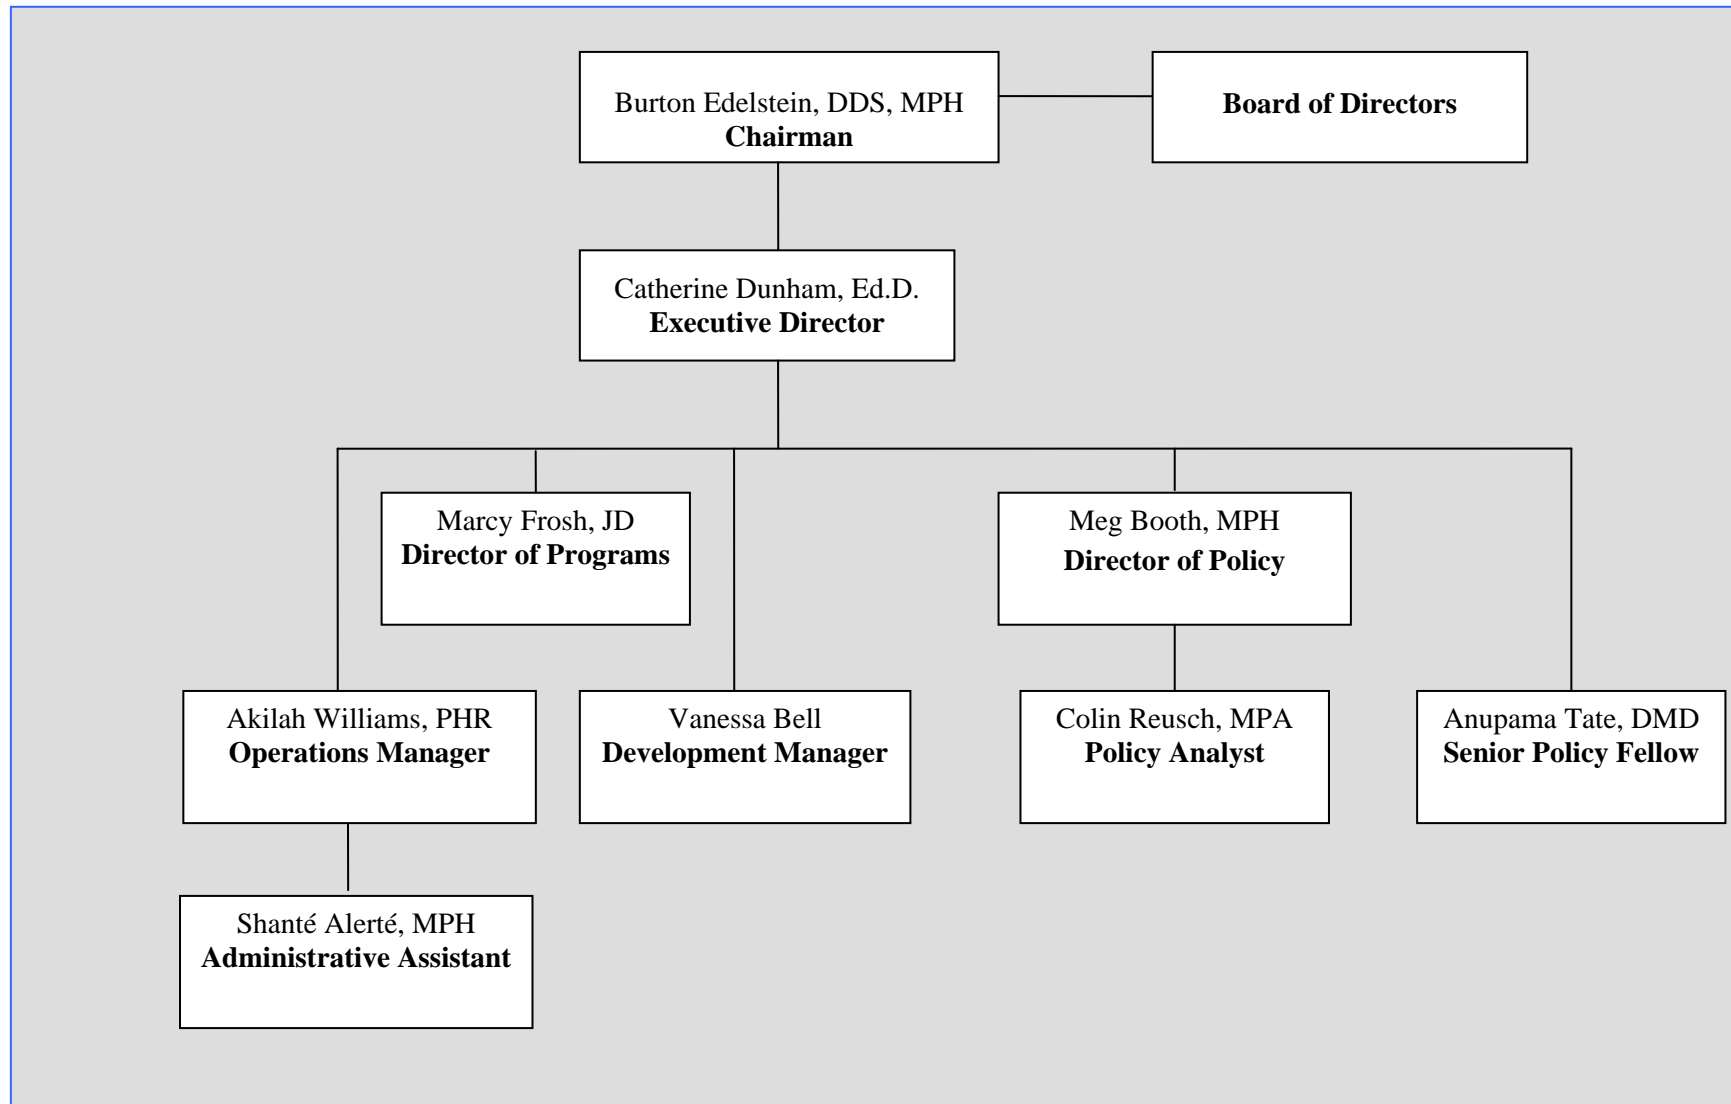 Burton Edelstein, DDS, MPH
Chairman
Board of Directors
Catherine Dunham, Ed.D.
Executive Director
Marcy Frosh, JD
Director of Programs
Meg Booth, MPH
Director of Policy
Akilah Williams, PHR
Operations Manager
Vanessa Bell
Development Manager
Colin Reusch, MPA
Policy Analyst
Anupama Tate, DMD
Senior Policy Fellow
Shanté Alerté, MPH
Administrative Assistant